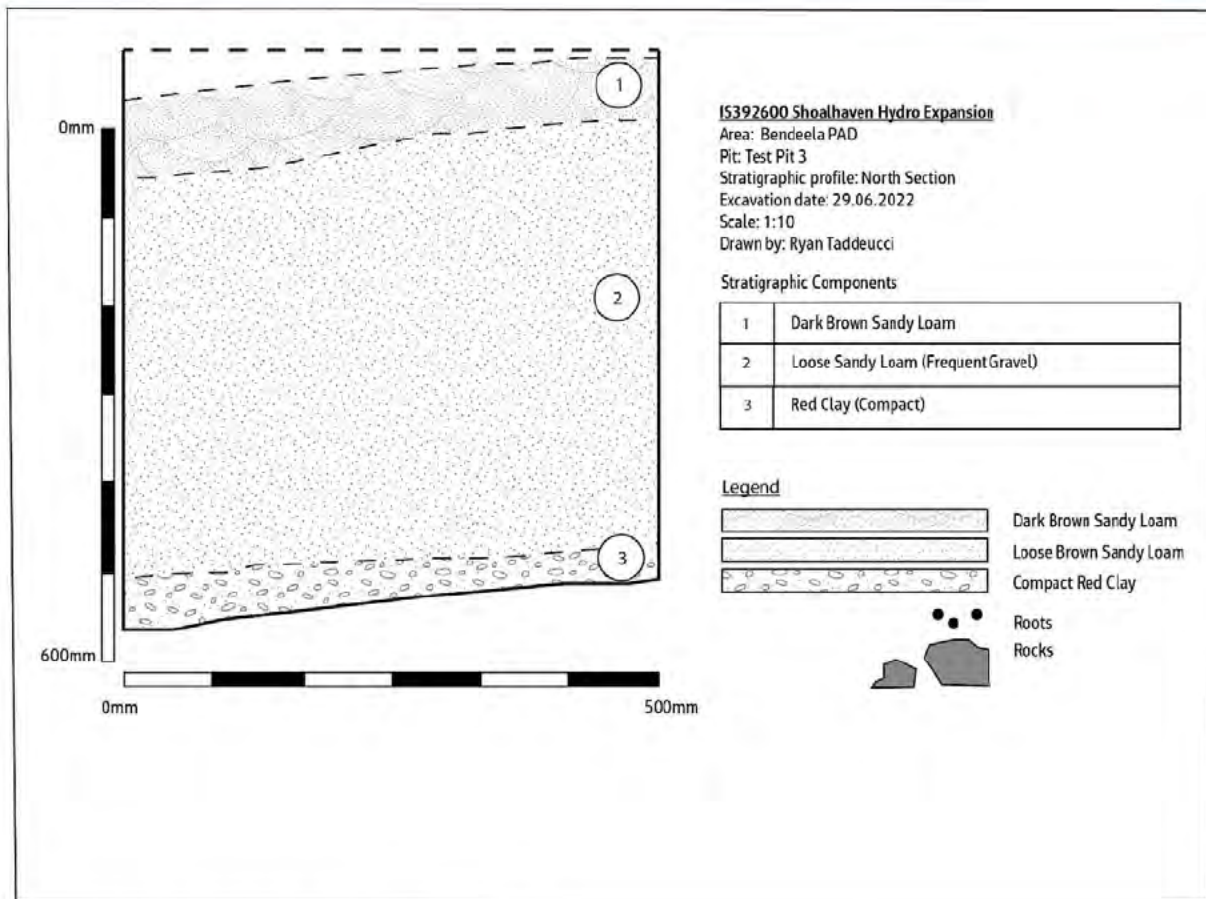 1
2
3
0mm
600mm
0mm
500mm
IS392600 Shoalhaven Hydro Expansion
Area: Bendeela PAD
Pit: Test Pit 3
Stratigraphic profile: North Section
Excavation date: 29.06.2022
Scale: 1:10
Drawn by: Ryan Taddeucci
Stratigraphic Components
1 Dark Brown Sandy Loam
2 Loose Sandy Loam (Frequent Gravel)
3 Red Clay (Compact)
Legend
Dark Brown Sandy Loam
Loose Brown Sandy Loam
Compact Red Clay
Roots
Rocks